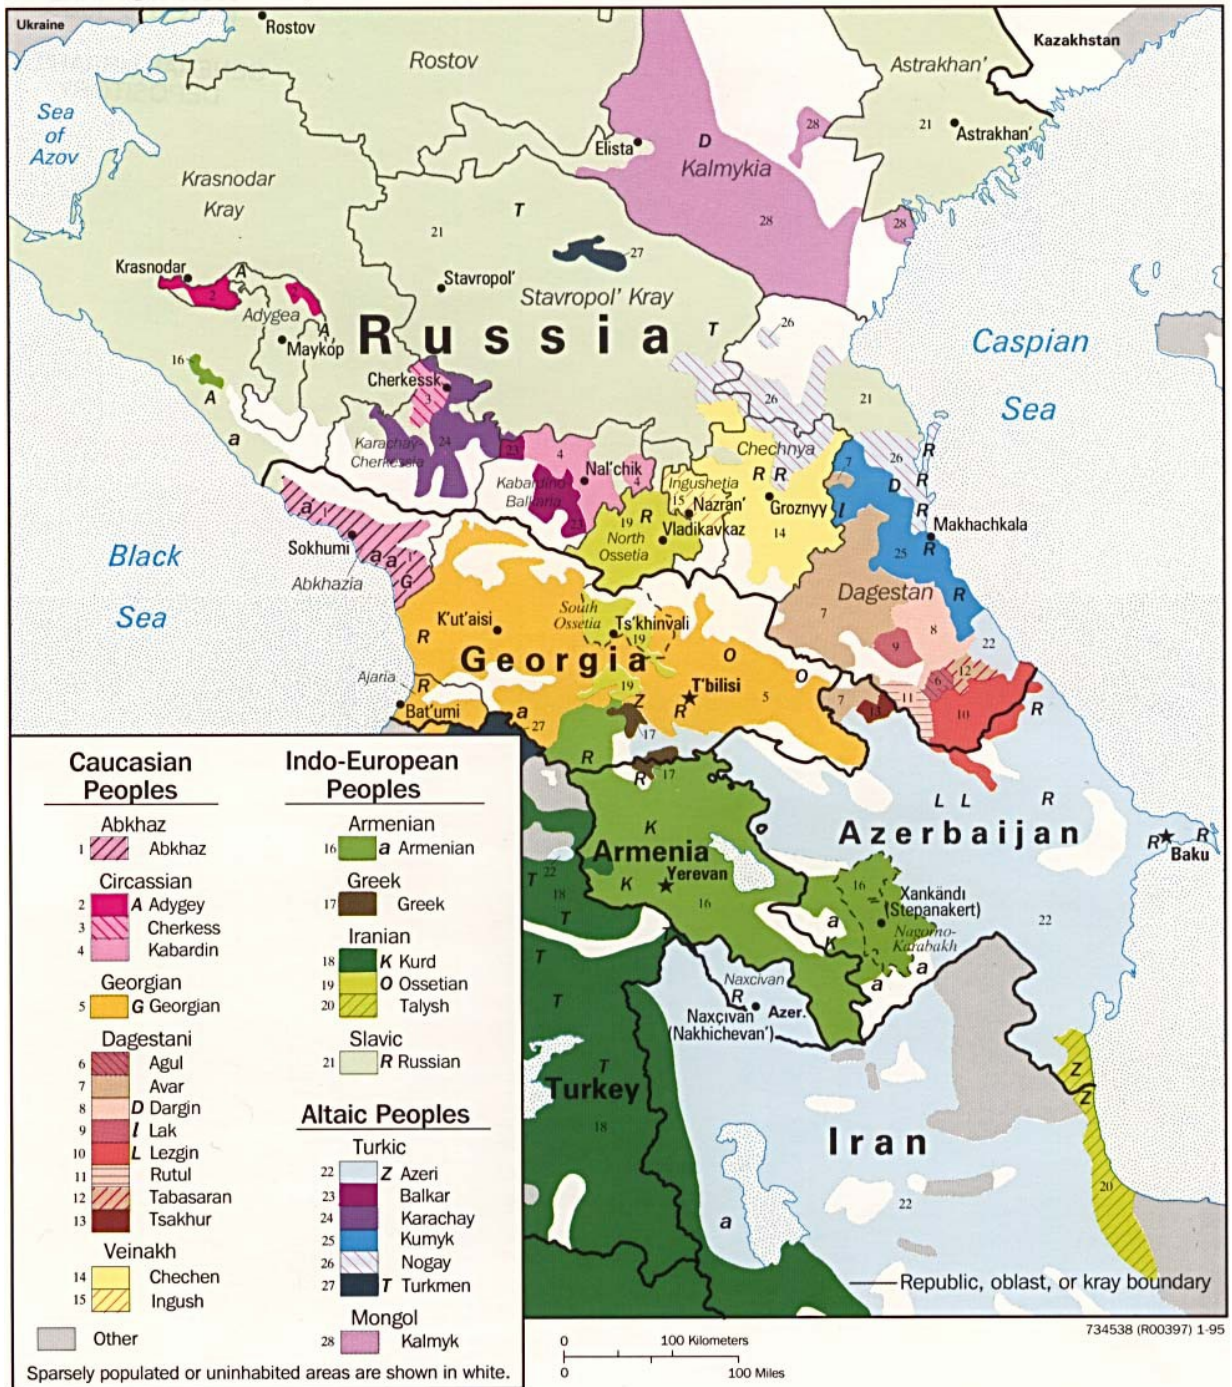 Ukraine
Rostov
Rostov
Kazakhstan
Astrakhan'
21
Astrakhan'
Sea
of
Azov
Elista
D
Kalmykia
28
28
28
Krasnodar
Kray
T
21
27
Krasnodar
A
2
2
Adygea
A
Maykop
Stavropol'
Stavropol' Kray
T
Russia
26
Caspian
Sea
16
A
a
Cherkessk
3
24
Karachay-
Cherkessia
26
21
23
4
Nal'chik
4
Kabardino
Balkaria
23
Chechnya
R R
Ingushetia
15
Nazran'
Groznyy
14
19
R
Vladikavkaz
North
Ossetia
7
26
D
R
R
R
l
Makhachkala
R
25
Dagestan
R
7
8
9
22
12
6
11
10
R
7
13
a
Sokhumi
a a
G
Abkhazia
Black
Sea
K'ut'aisi
R
South
Ossetia
Ts'khinvali
19
Georgia
O
O
Ajaria
R
Bat'umi
a
27
19
Z
T'bilisi
R
5
17
R
R
17
L L
R
Azerbaijan
R
R
Baku
K
Armenia
K
Yerevan
16
T
22
18
T
16
Xankändı
(Stepanakert)
a
K
2
Nagorno-
Karabakh
a
a
22
T
T
Naxcivan
R
Naxçıvan
(Nakhichevan')
Azer.
T
Turkey
18
Iran
Z
Z
20
22
a
Republic, oblast, or kray boundary
Caucasian
Peoples
Abkhaz
1 Abkhaz
Circassian
2 A Adygey
3 Cherkess
4 Kabardin
Georgian
5 G Georgian
Dagestani
6 Agul
7 Avar
8 D Dargin
9 l Lak
10 L Lezgin
11 Rutul
12 Tabasaran
13 Tsakhur
Veinakh
14 Chechen
15 Ingush
Other
Indo-European
Peoples
Armenian
16 a Armenian
Greek
17 Greek
Iranian
18 K Kurd
19 O Ossetian
20 Talysh
Slavic
21 R Russian
Altaic Peoples
Turkic
22 Z Azeri
23 Balkar
24 Karachay
25 Kumyk
26 Nogay
27 T Turkmen
Mongol
28 Kalmyk
Sparsely populated or uninhabited areas are shown in white.
0 100 Kilometers
0 100 Miles
734538 (R00397) 1-95